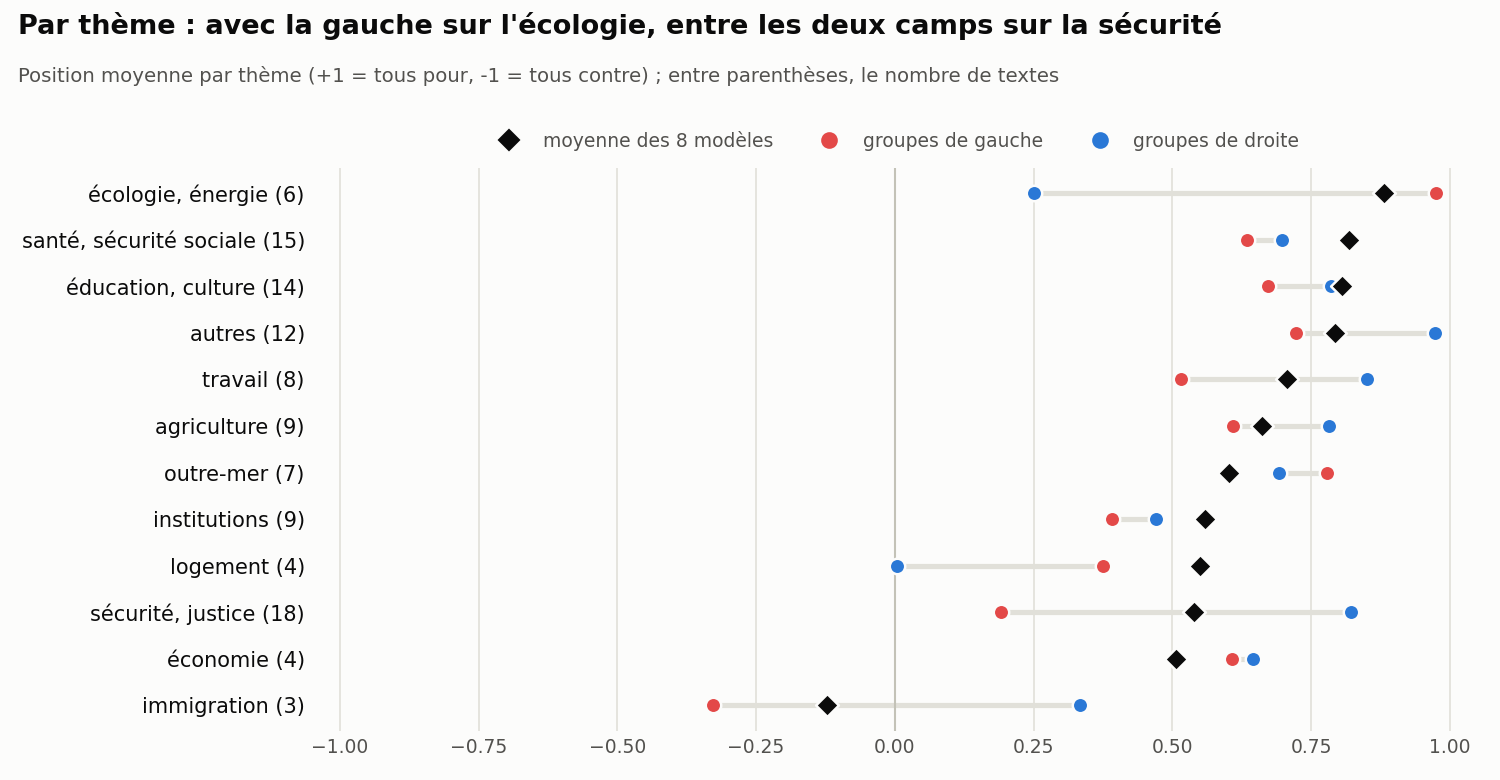 Par thème : avec la gauche sur l'écologie, entre les deux camps sur la sécurité
Position moyenne par thème (+1 = tous pour, -1 = tous contre) ; entre parenthèses, le nombre de textes
moyenne des 8 modèles groupes de gauche groupes de droite
écologie, énergie (6)
santé, sécurité sociale (15)
éducation, culture (14)
autres (12)
travail (8)
agriculture (9)
outre-mer (7)
institutions (9)
logement (4)
sécurité, justice (18)
économie (4)
immigration (3)
−1.00 −0.75 −0.50 −0.25 0.00 0.25 0.50 0.75 1.00